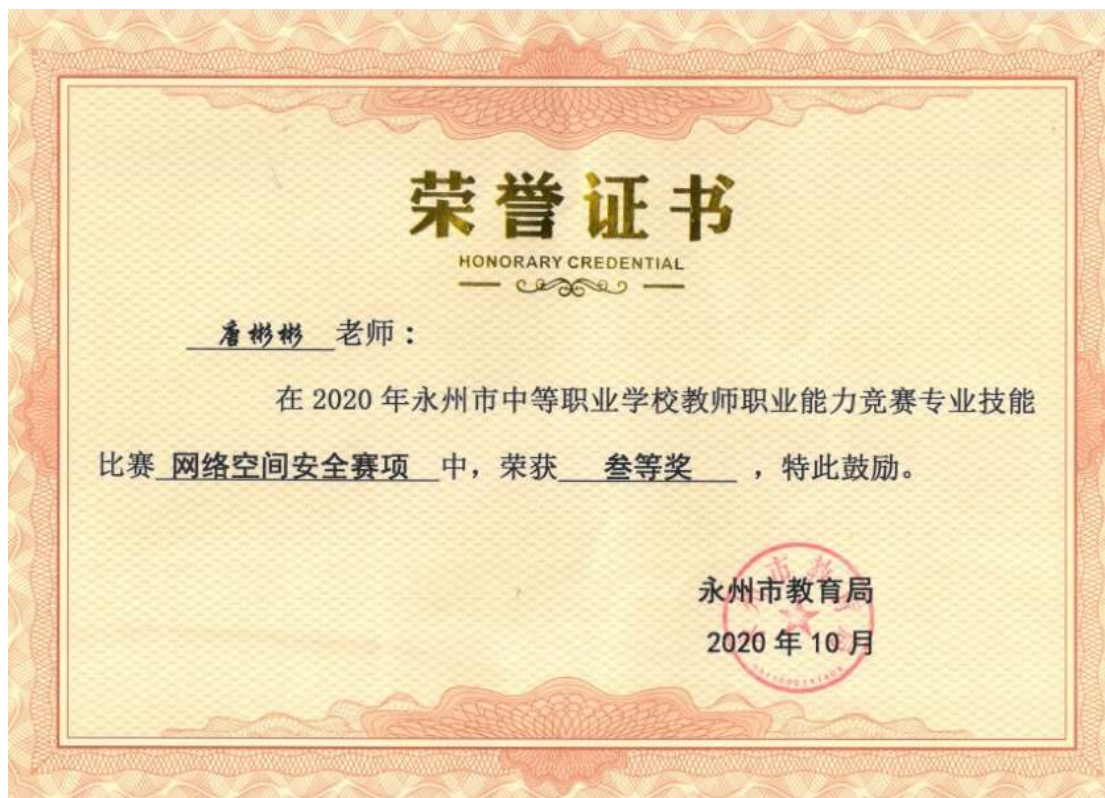 荣誉证书
HONORARY CREDENTIAL
唐彬彬 老师：
在 2020 年永州市中等职业学校教师职业能力竞赛专业技能
比赛 网络空间安全赛项 中，荣获 叁等奖 ，特此鼓励。
永州市教育局
2020 年 10 月